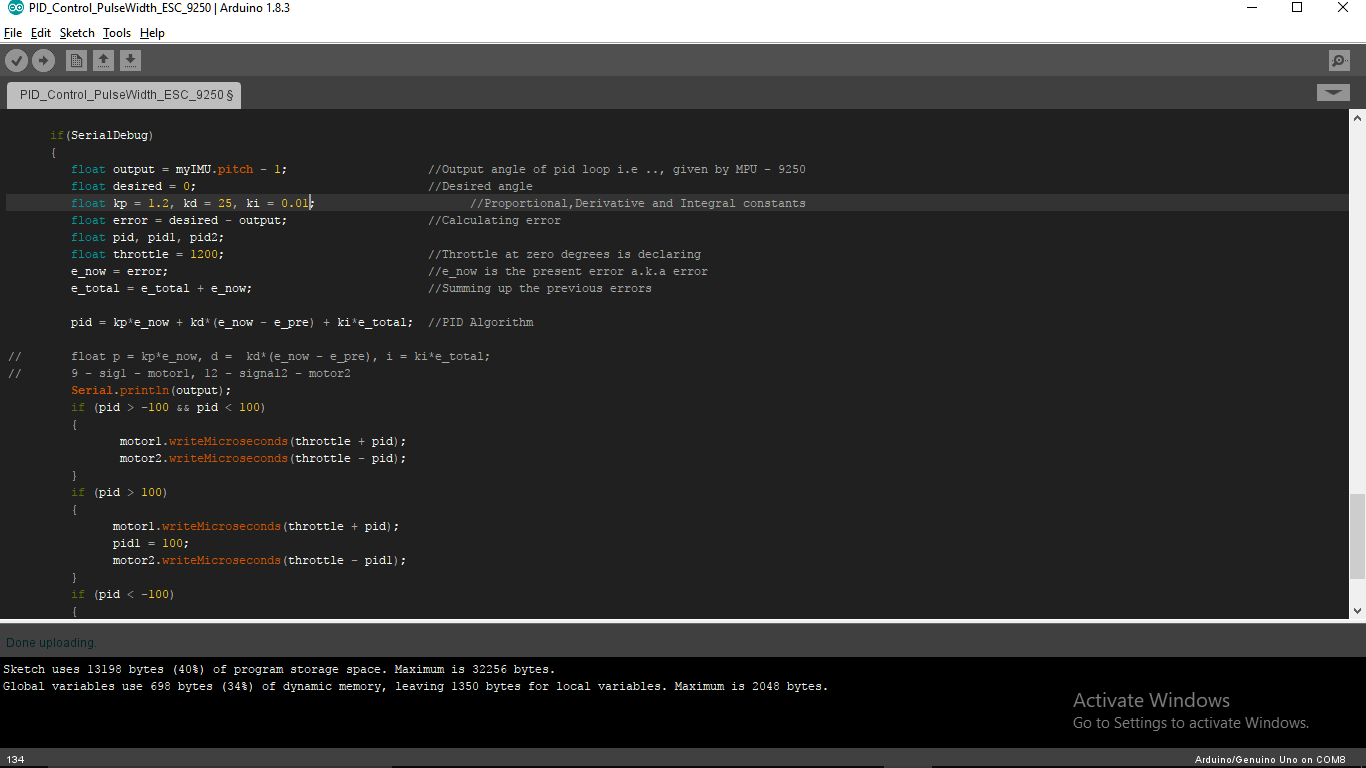 PID_Control_PulseWidth_ESC_9250 | Arduino 1.8.3
File Edit Sketch Tools Help
PID_Control_PulseWidth_ESC_9250 §
if(SerialDebug)
{
float output = myIMU.pitch - 1; //Output angle of pid loop i.e .., given by MPU - 9250
float desired = 0; //Desired angle
float kp = 1.2, kd = 25, ki = 0.01; //Proportional,Derivative and Integral constants
float error = desired - output; //Calculating error
float pid, pid1, pid2;
float throttle = 1200; //Throttle at zero degrees is declaring
e_now = error; //e_now is the present error a.k.a error
e_total = e_total + e_now; //Summing up the previous errors
pid = kp*e_now + kd*(e_now - e_pre) + ki*e_total; //PID Algorithm
// float p = kp*e_now, d =  kd*(e_now - e_pre), i = ki*e_total;
// 9 - sig1 - motor1, 12 - signal2 - motor2
Serial.println(output);
if (pid > -100 && pid < 100)
{
motor1.writeMicroseconds(throttle + pid);
motor2.writeMicroseconds(throttle - pid);
}
if (pid > 100)
{
motor1.writeMicroseconds(throttle + pid);
pid1 = 100;
motor2.writeMicroseconds(throttle - pid1);
}
if (pid < -100)
{
Done uploading.
Sketch uses 13198 bytes (40%) of program storage space. Maximum is 32256 bytes.
Global variables use 698 bytes (34%) of dynamic memory, leaving 1350 bytes for local variables. Maximum is 2048 bytes.
Activate Windows
Go to Settings to activate Windows.
134 Arduino/Genuino Uno on COM8